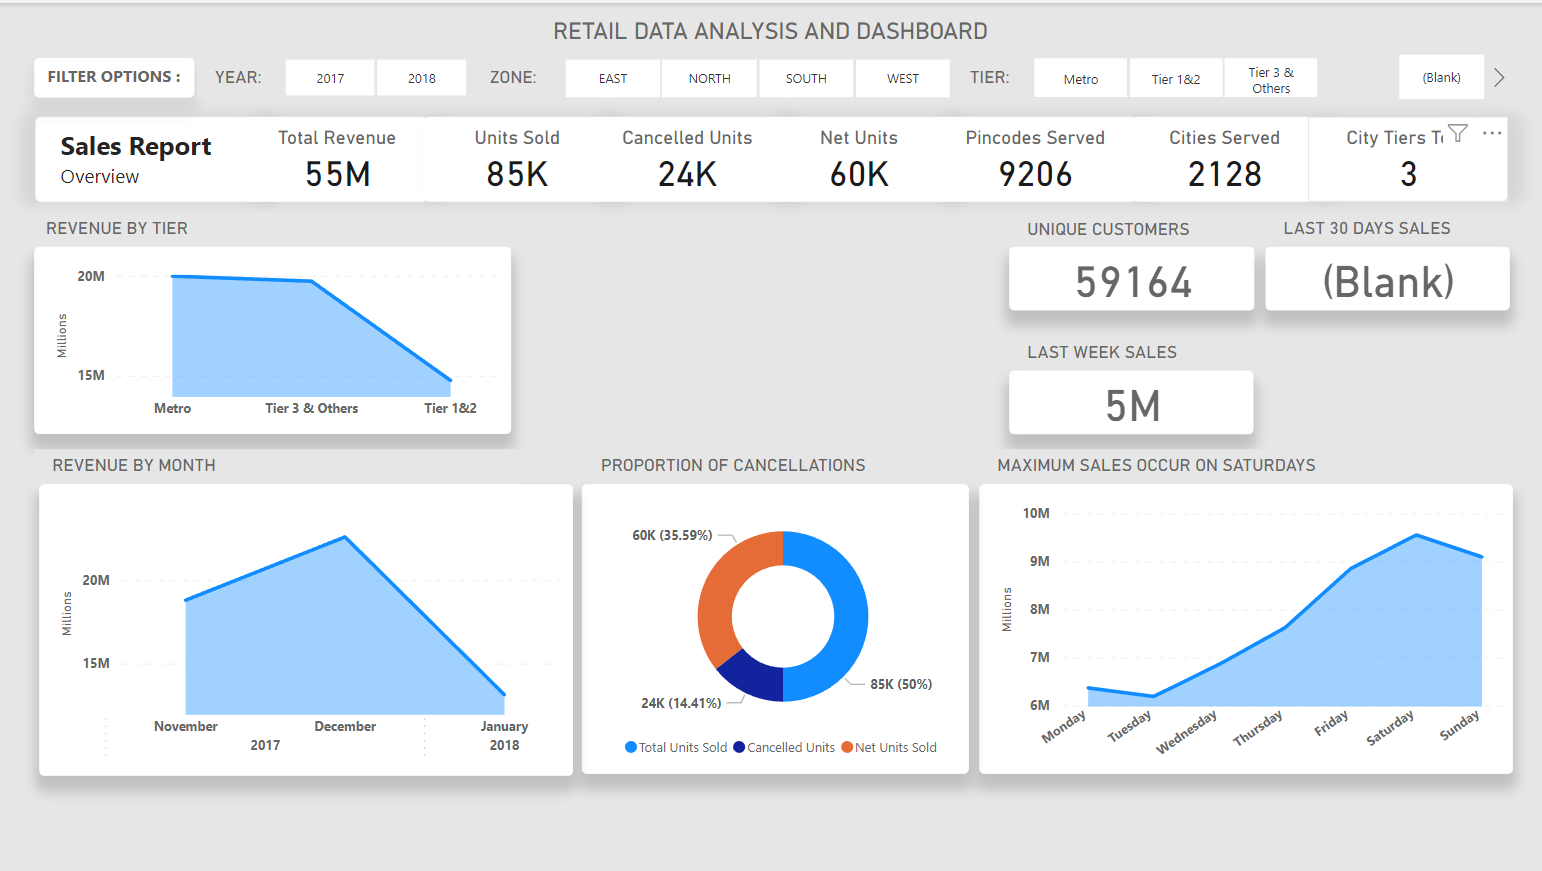 RETAIL DATA ANALYSIS AND DASHBOARD
FILTER OPTIONS :
YEAR:
2017
2018
ZONE:
EAST
NORTH
SOUTH
WEST
TIER:
Metro
Tier 1&2
Tier 3 &
Others
(Blank)
Sales Report
Overview
Total Revenue
55M
Units Sold
85K
Cancelled Units
24K
Net Units
60K
Pincodes Served
9206
Cities Served
2128
City Tiers
3
REVENUE BY TIER
20M
15M
Millions
Metro
Tier 3 & Others
Tier 1&2
UNIQUE CUSTOMERS
59164
LAST 30 DAYS SALES
(Blank)
LAST WEEK SALES
5M
REVENUE BY MONTH
20M
15M
Millions
November
December
January
2017
2018
PROPORTION OF CANCELLATIONS
60K (35.59%)
85K (50%)
24K (14.41%)
Total Units Sold
Cancelled Units
Net Units Sold
MAXIMUM SALES OCCUR ON SATURDAYS
10M
9M
8M
7M
6M
Millions
Monday
Tuesday
Wednesday
Thursday
Friday
Saturday
Sunday